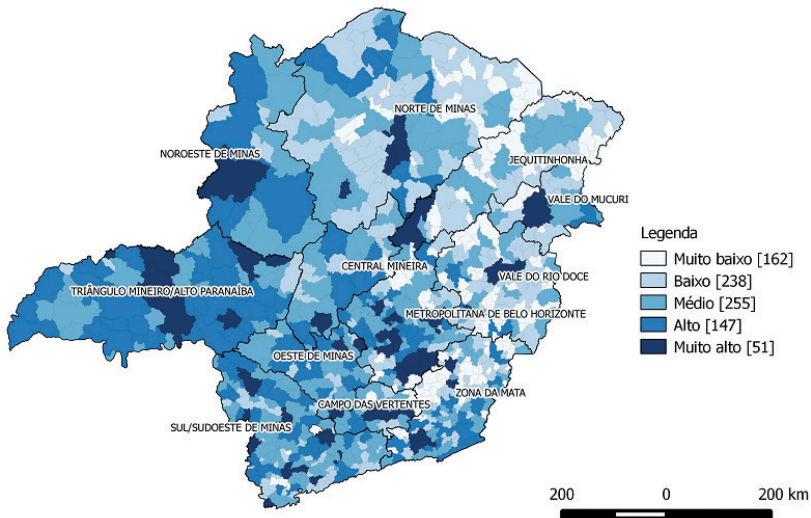 NORTE DE MINAS
NOROESTE DE MINAS
JEQUITINHONHA
VALE DO MUCURI
CENTRAL MINEIRA
VALE DO RIO DOCE
TRIÂNGULO MINEIRO/ALTO PARANAÍBA
METROPOLITANA DE BELO HORIZONTE
OESTE DE MINAS
ZONA DA MATA
CAMPO DAS VERTENTES
SUL/SUDOESTE DE MINAS
Legenda
Muito baixo [162]
Baixo [238]
Médio [255]
Alto [147]
Muito alto [51]
200 0 200 km